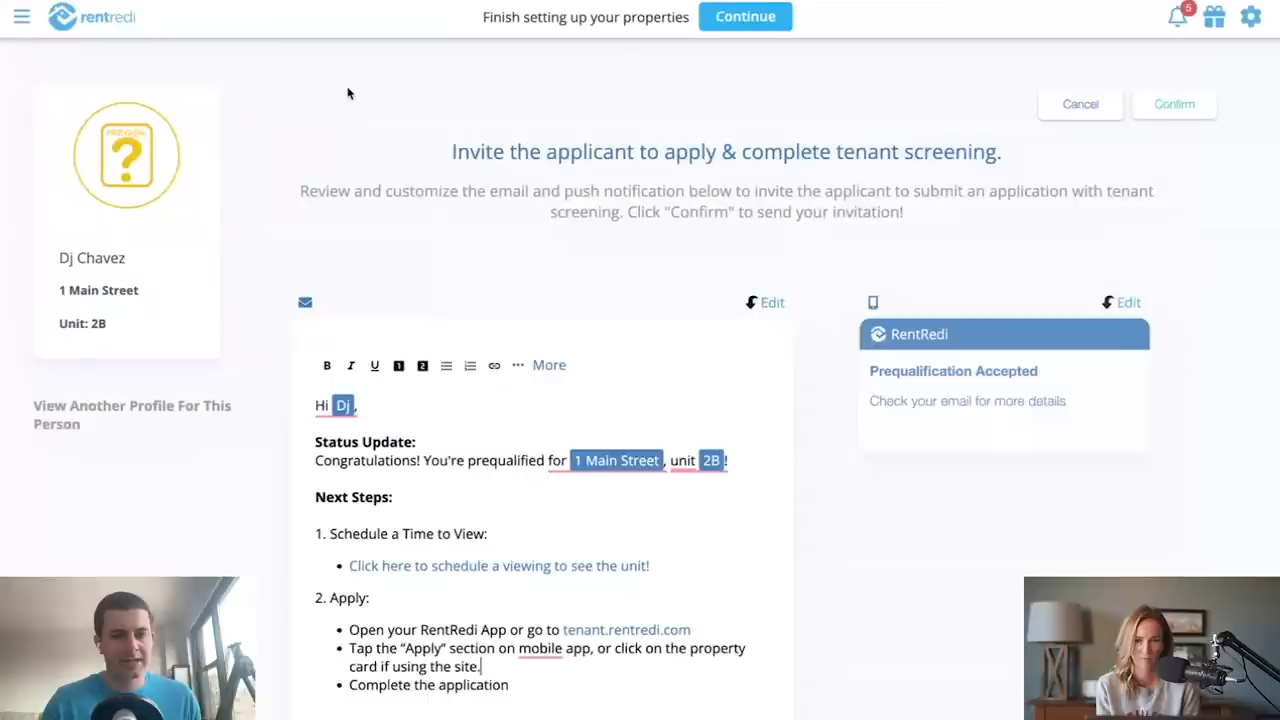 rentredi
Finish setting up your properties
Continue
5
Cancel
Confirm
Invite the applicant to apply & complete tenant screening.
Review and customize the email and push notification below to invite the applicant to submit an application with tenant
screening. Click "Confirm" to send your invitation!
PRE-QUAL
?
Dj Chavez
1 Main Street
Unit: 2B
View Another Profile For This
Person
Edit
B I U 1 2 ··· More
Hi Dj,
Status Update:
Congratulations! You're prequalified for 1 Main Street, unit 2B!
Next Steps:
1. Schedule a Time to View:
• Click here to schedule a viewing to see the unit!
2. Apply:
• Open your RentRedi App or go to tenant.rentredi.com
• Tap the “Apply” section on mobile app, or click on the property
card if using the site.
• Complete the application
Edit
RentRedi
Prequalification Accepted
Check your email for more details